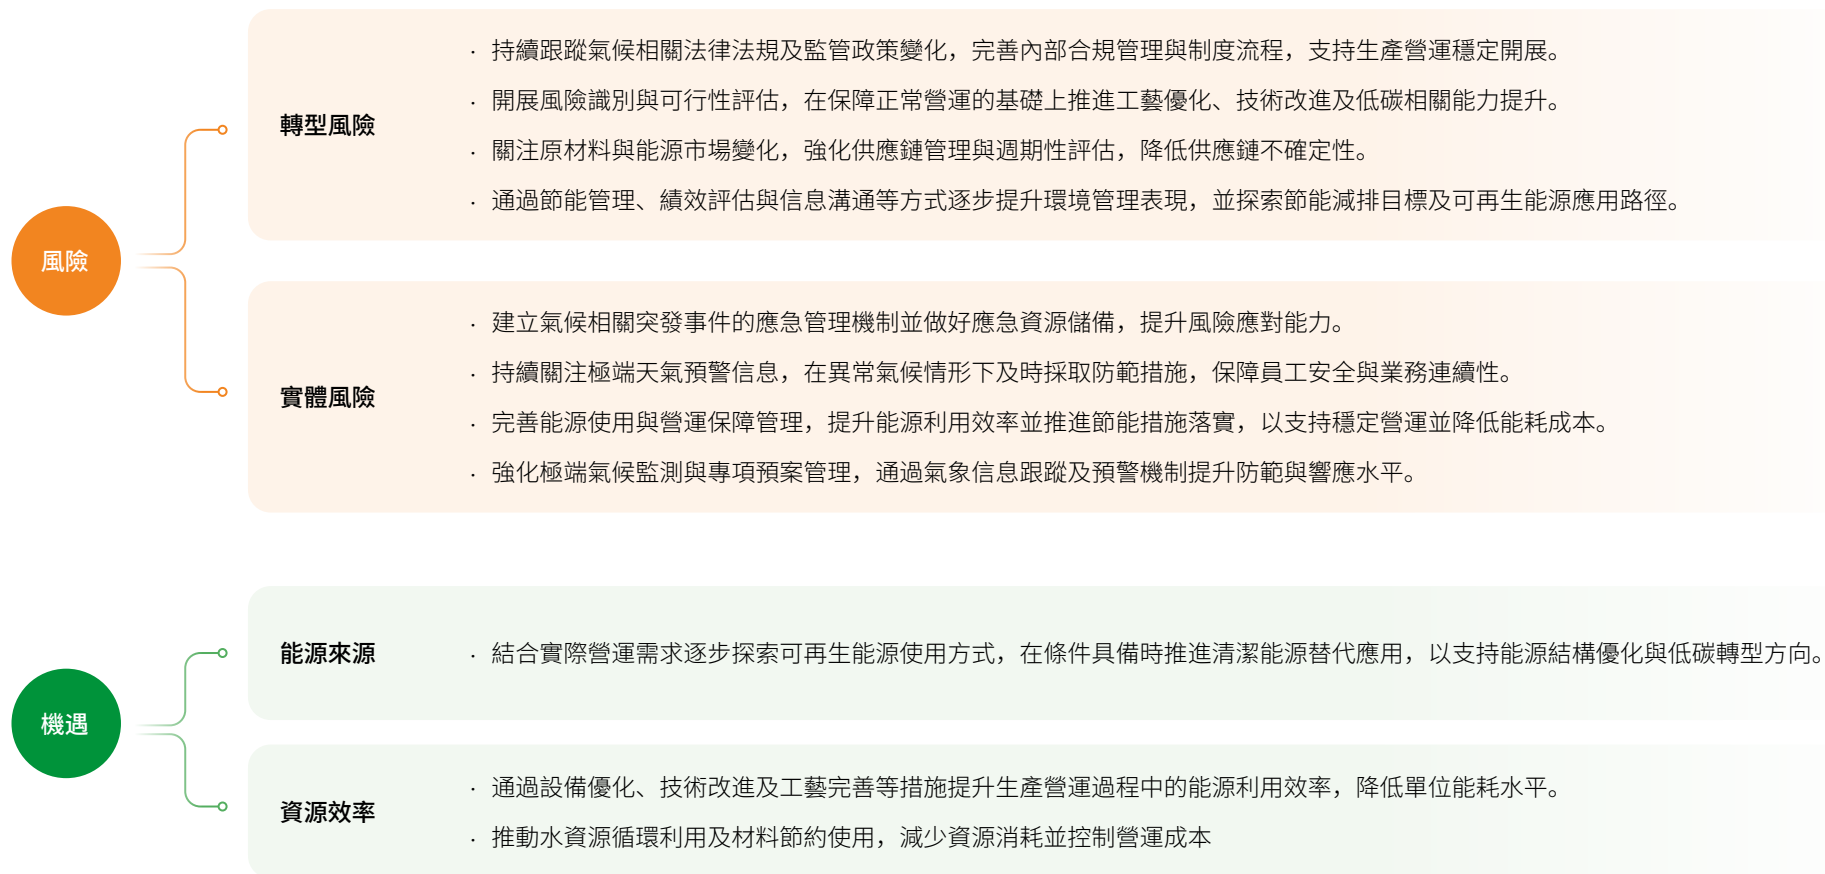 風險
轉型風險
· 持續跟蹤氣候相關法律法規及監管政策變化，完善內部合規管理與制度流程，支持生產營運穩定開展。
· 開展風險識別與可行性評估，在保障正常營運的基礎上推進工藝優化、技術改進及低碳相關能力提升。
· 關注原材料與能源市場變化，強化供應鏈管理與週期性評估，降低供應鏈不確定性。
· 通過節能管理、績效評估與信息溝通等方式逐步提升環境管理表現，並探索節能減排目標及可再生能源應用路徑。
實體風險
· 建立氣候相關突發事件的應急管理機制並做好應急資源儲備，提升風險應對能力。
· 持續關注極端天氣預警信息，在異常氣候情形下及時採取防範措施，保障員工安全與業務連續性。
· 完善能源使用與營運保障管理，提升能源利用效率並推進節能措施落實，以支持穩定營運並降低能耗成本。
· 強化極端氣候監測與專項預案管理，通過氣象信息跟蹤及預警機制提升防範與響應水平。
機遇
能源來源
· 結合實際營運需求逐步探索可再生能源使用方式，在條件具備時推進清潔能源替代應用，以支持能源結構優化與低碳轉型方向。
資源效率
· 通過設備優化、技術改進及工藝完善等措施提升生產營運過程中的能源利用效率，降低單位能耗水平。
· 推動水資源循環利用及材料節約使用，減少資源消耗並控制營運成本